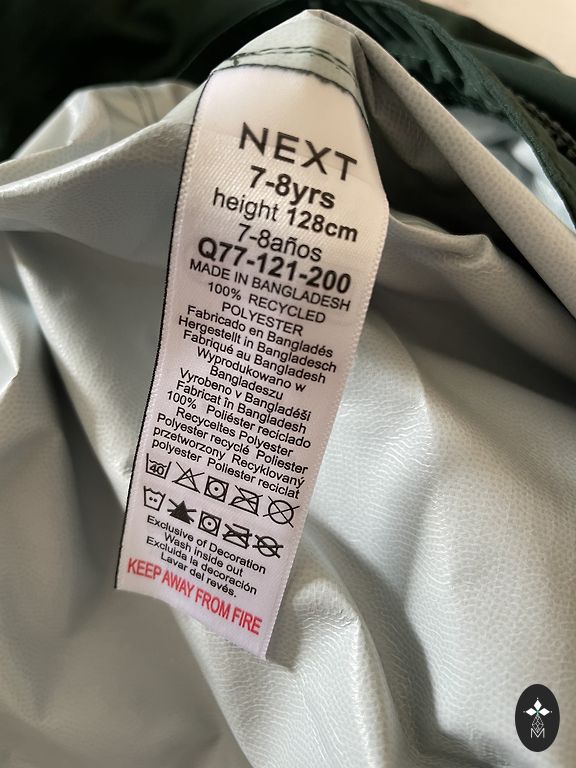 NEXT
7-8yrs
height 128cm
7-8años
Q77-121-200
MADE IN BANGLADESH
100% RECYCLED
POLYESTER
Fabricado en Bangladés
Hergestellt in Bangladesch
Fabriqué au Bangladesh
Wyprodukowano w
Bangladeszu
Vyrobeno v Bangladéši
Fabricat în Bangladesh
100% Poliéster reciclado
Recyceltes Polyester
Polyester recyclé Poliester
przetworzony Recyklovaný
polyester Poliester reciclat
40
Exclusive of Decoration
Wash inside out
Excluida la decoración
Lavar del revés.
KEEP AWAY FROM FIRE
M